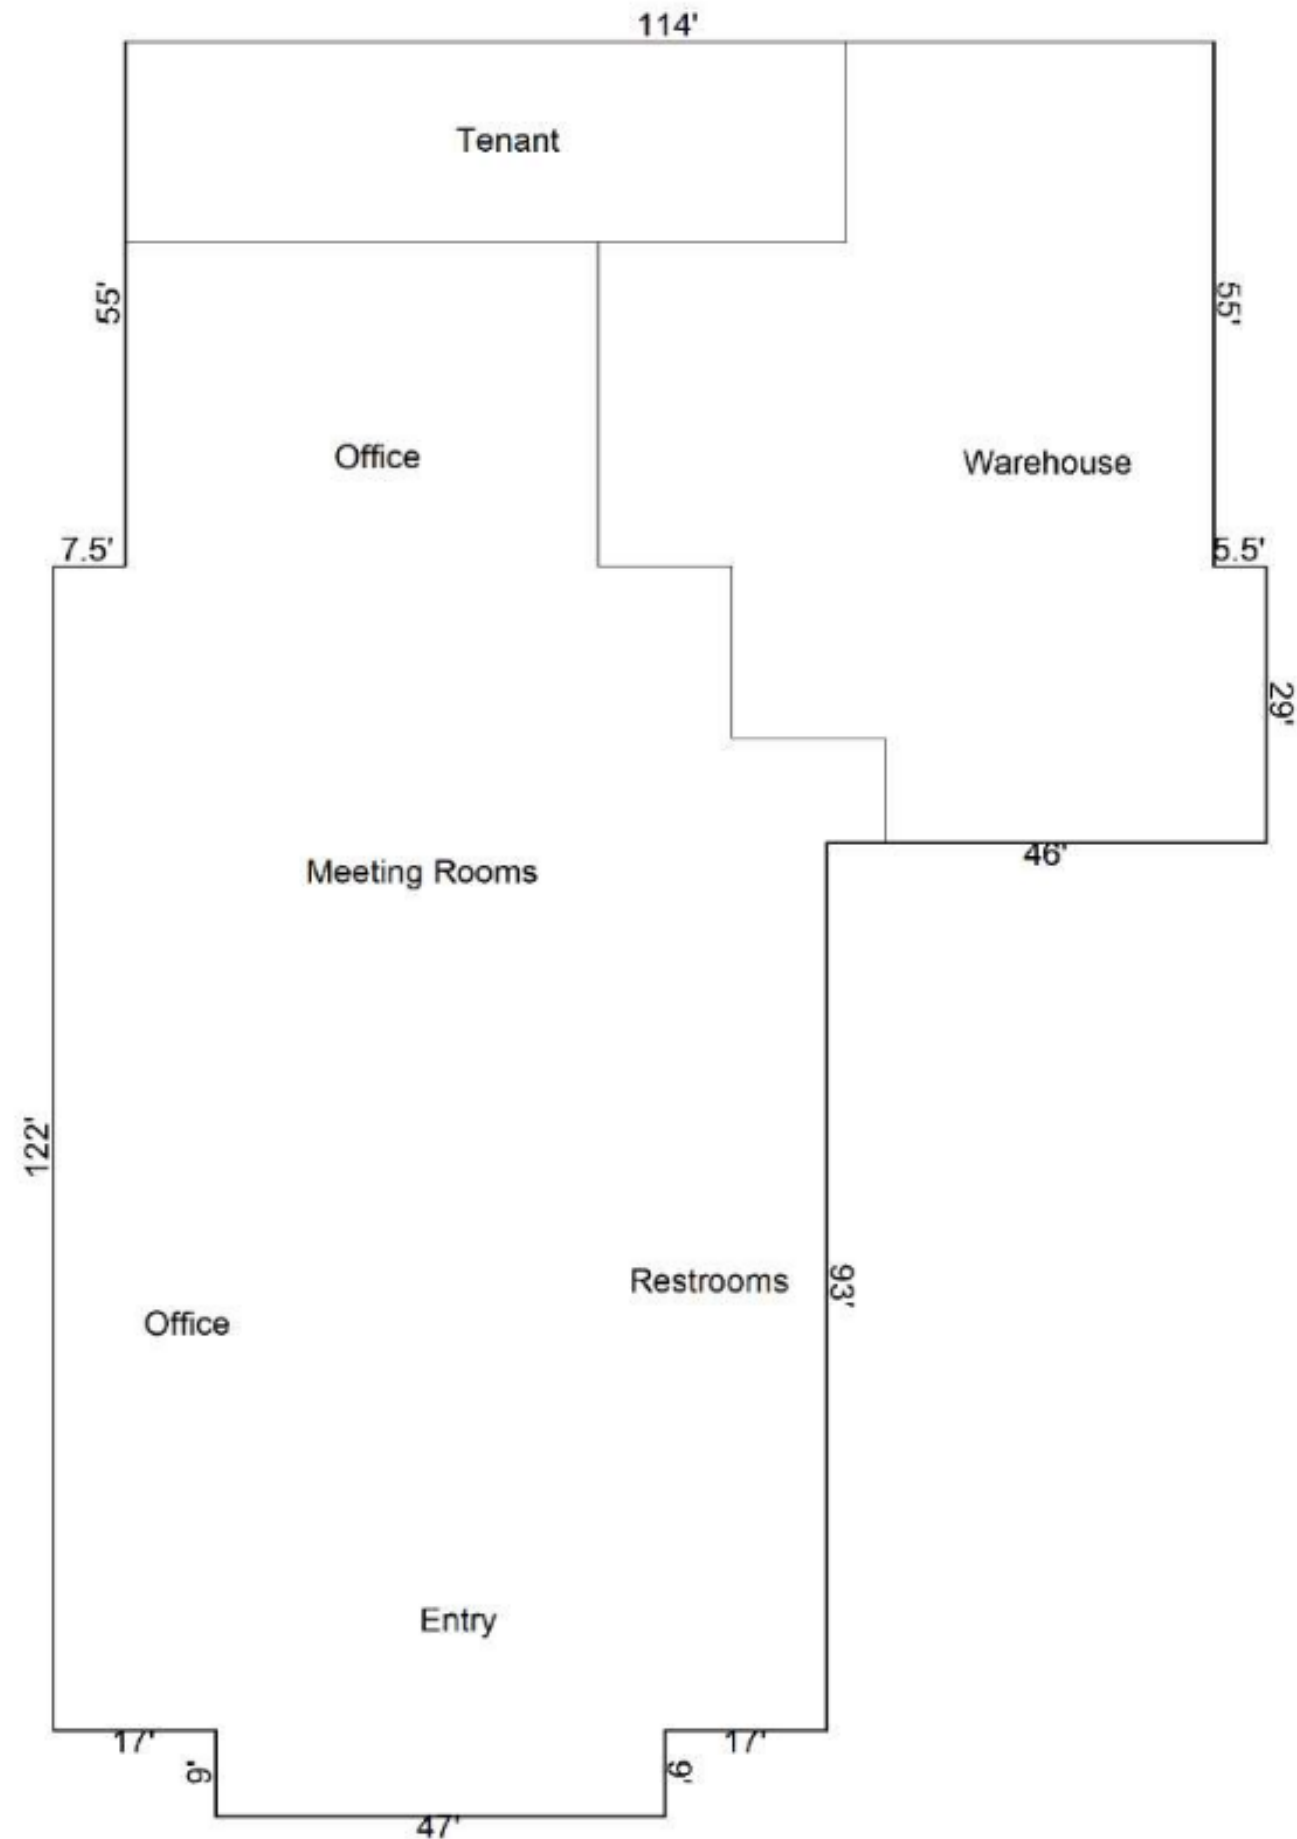 114'
Tenant
55'
55'
Office
Warehouse
7.5'
5.5'
29'
46'
Meeting Rooms
122'
Restrooms
93'
Office
Entry
17'
17'
9'
9'
47'